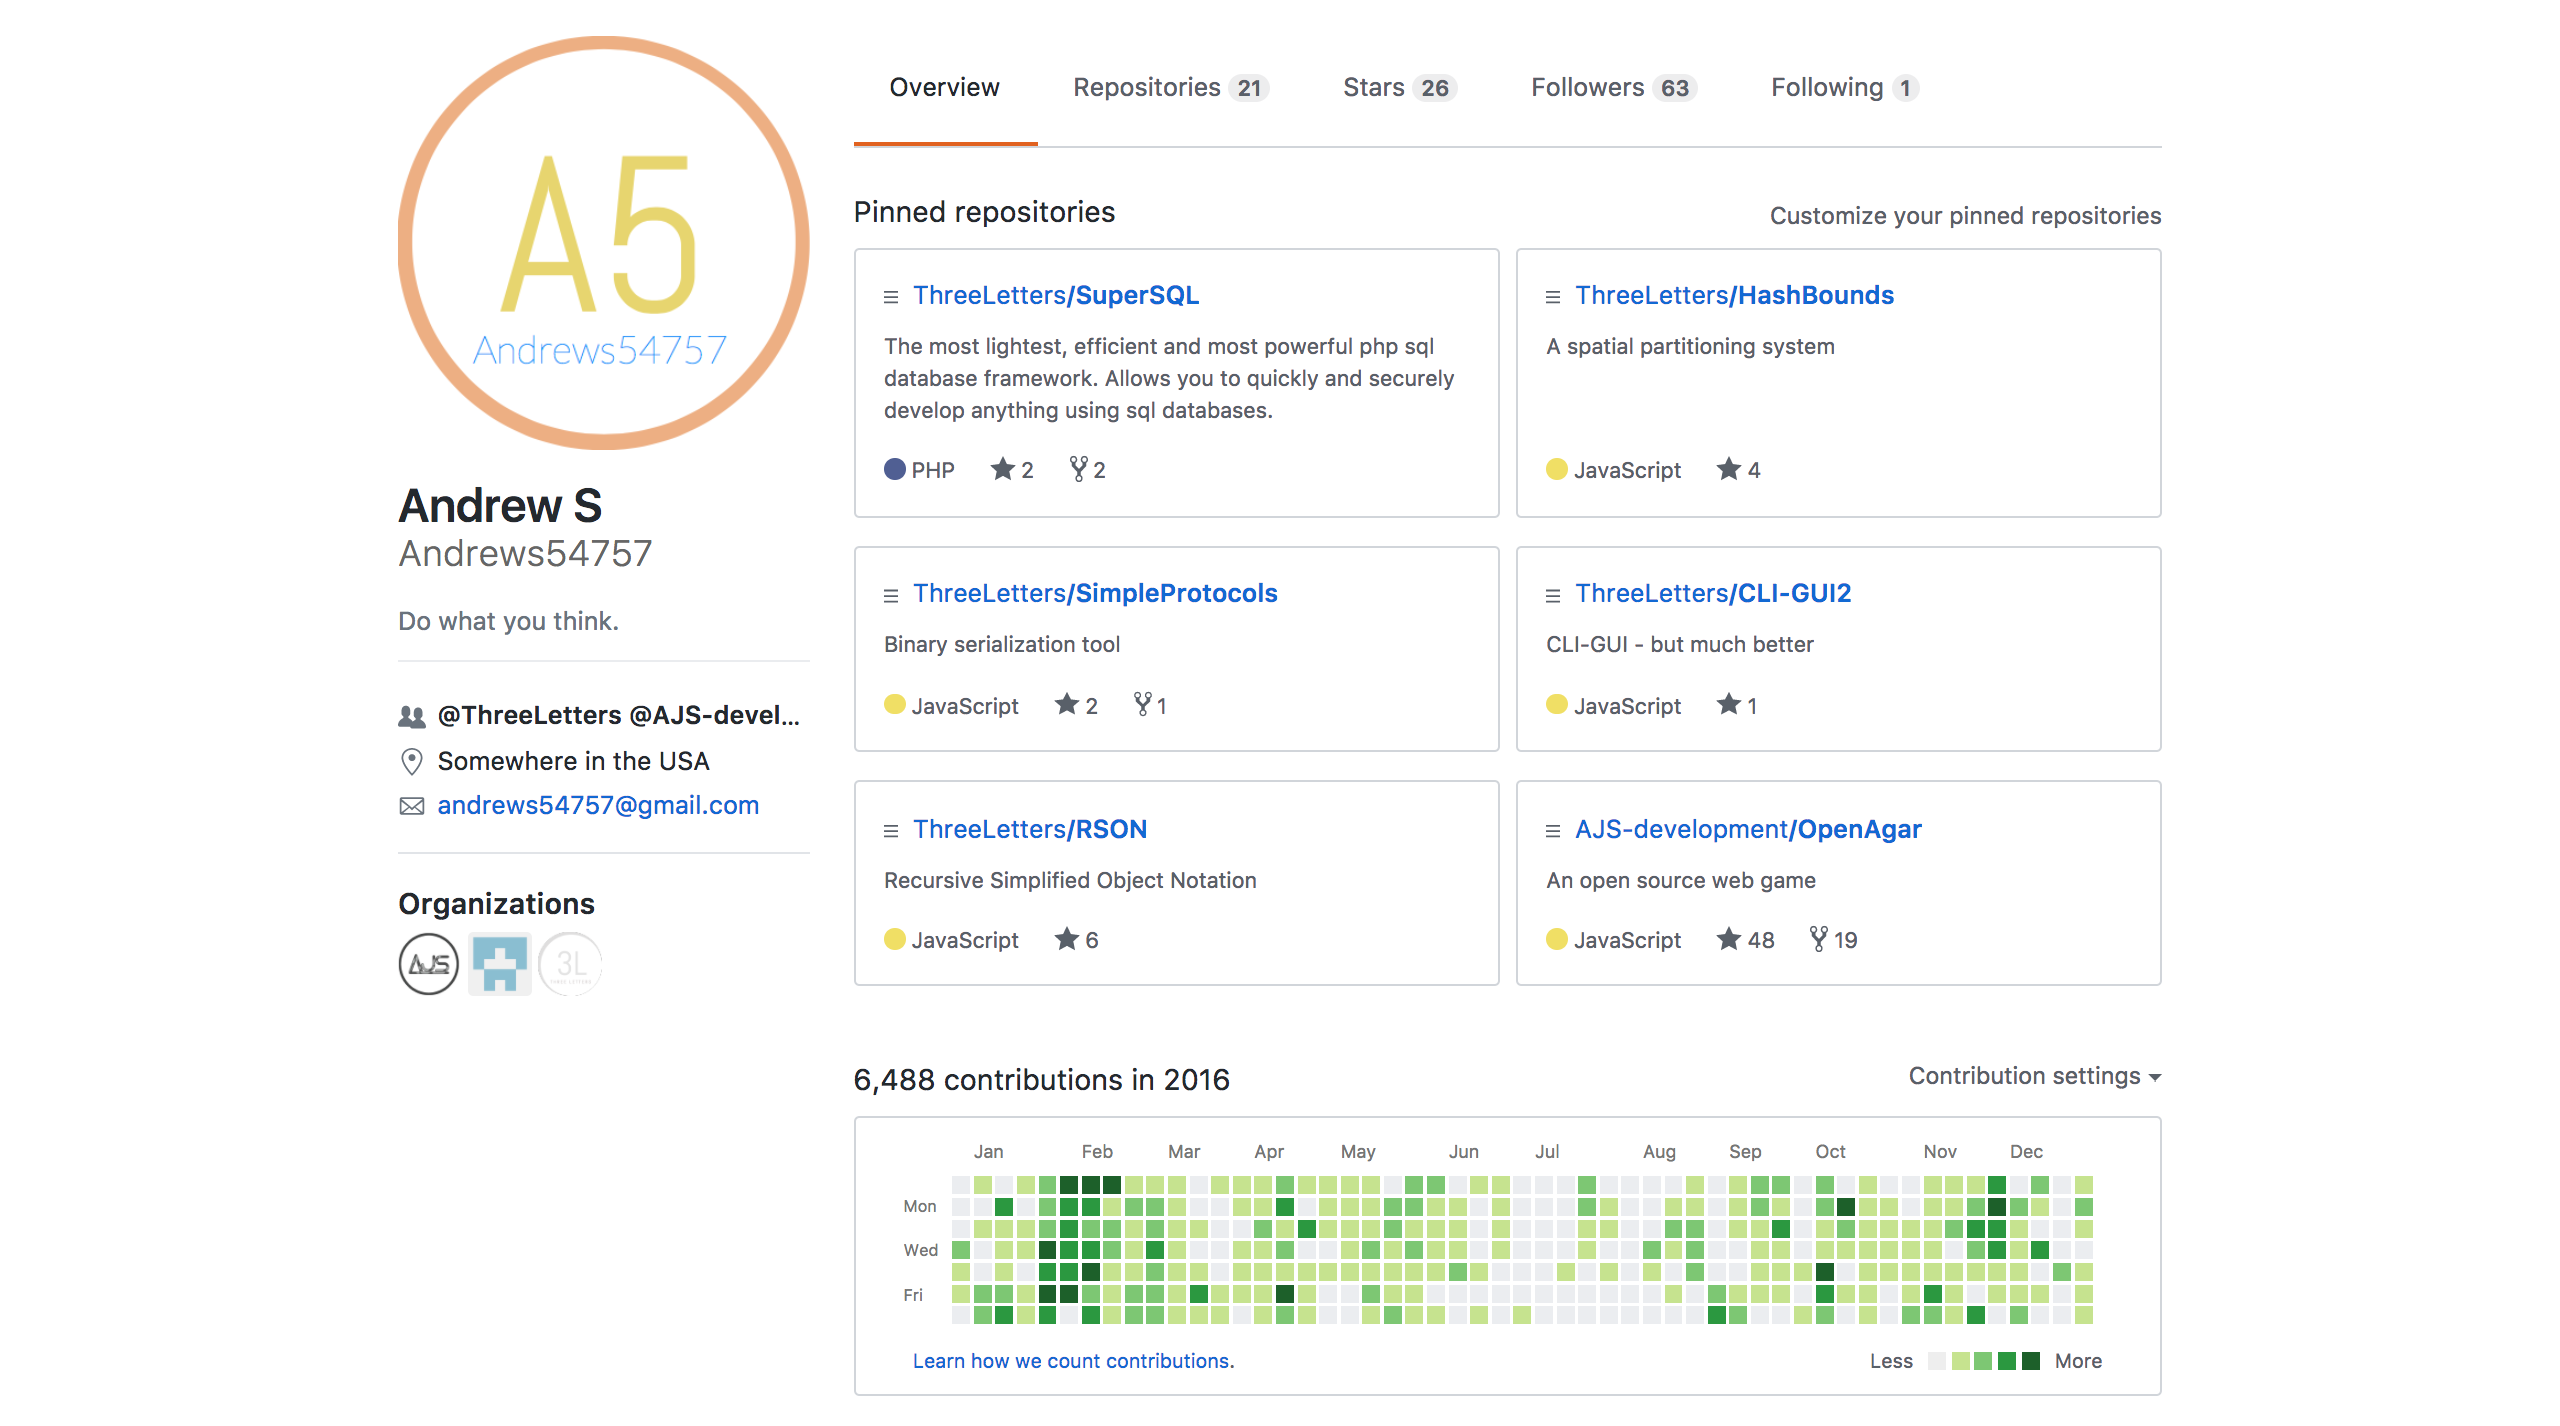 A5
Andrews54757
Andrew S
Andrews54757
Do what you think.
@ThreeLetters @AJS-devel...
Somewhere in the USA
andrews54757@gmail.com
Organizations
AJS
3L
THREE LETTERS
Overview Repositories 21 Stars 26 Followers 63 Following 1
Pinned repositories
Customize your pinned repositories
ThreeLetters/SuperSQL
The most lightest, efficient and most powerful php sql
database framework. Allows you to quickly and securely
develop anything using sql databases.
PHP 2 2
ThreeLetters/HashBounds
A spatial partitioning system
JavaScript 4
ThreeLetters/SimpleProtocols
Binary serialization tool
JavaScript 2 1
ThreeLetters/CLI-GUI2
CLI-GUI - but much better
JavaScript 1
ThreeLetters/RSON
Recursive Simplified Object Notation
JavaScript 6
AJS-development/OpenAgar
An open source web game
JavaScript 48 19
6,488 contributions in 2016
Contribution settings
Jan Feb Mar Apr May Jun Jul Aug Sep Oct Nov Dec
Mon
Wed
Fri
Learn how we count contributions.
Less More